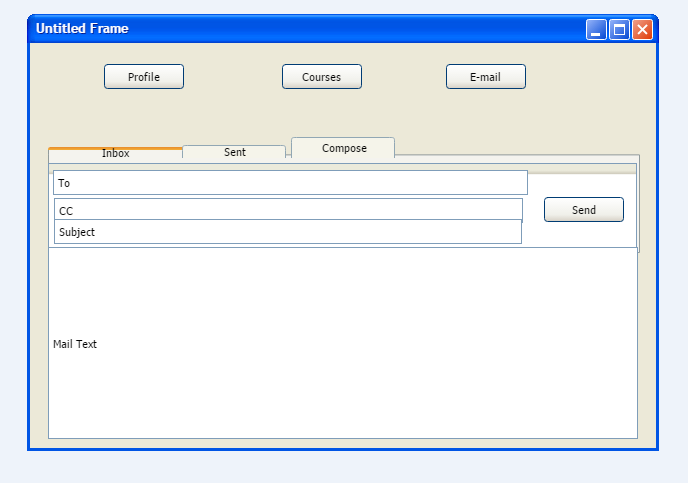 Untitled Frame
Profile Courses E-mail
Inbox Sent Compose
To
CC
Send
Subject
Mail Text